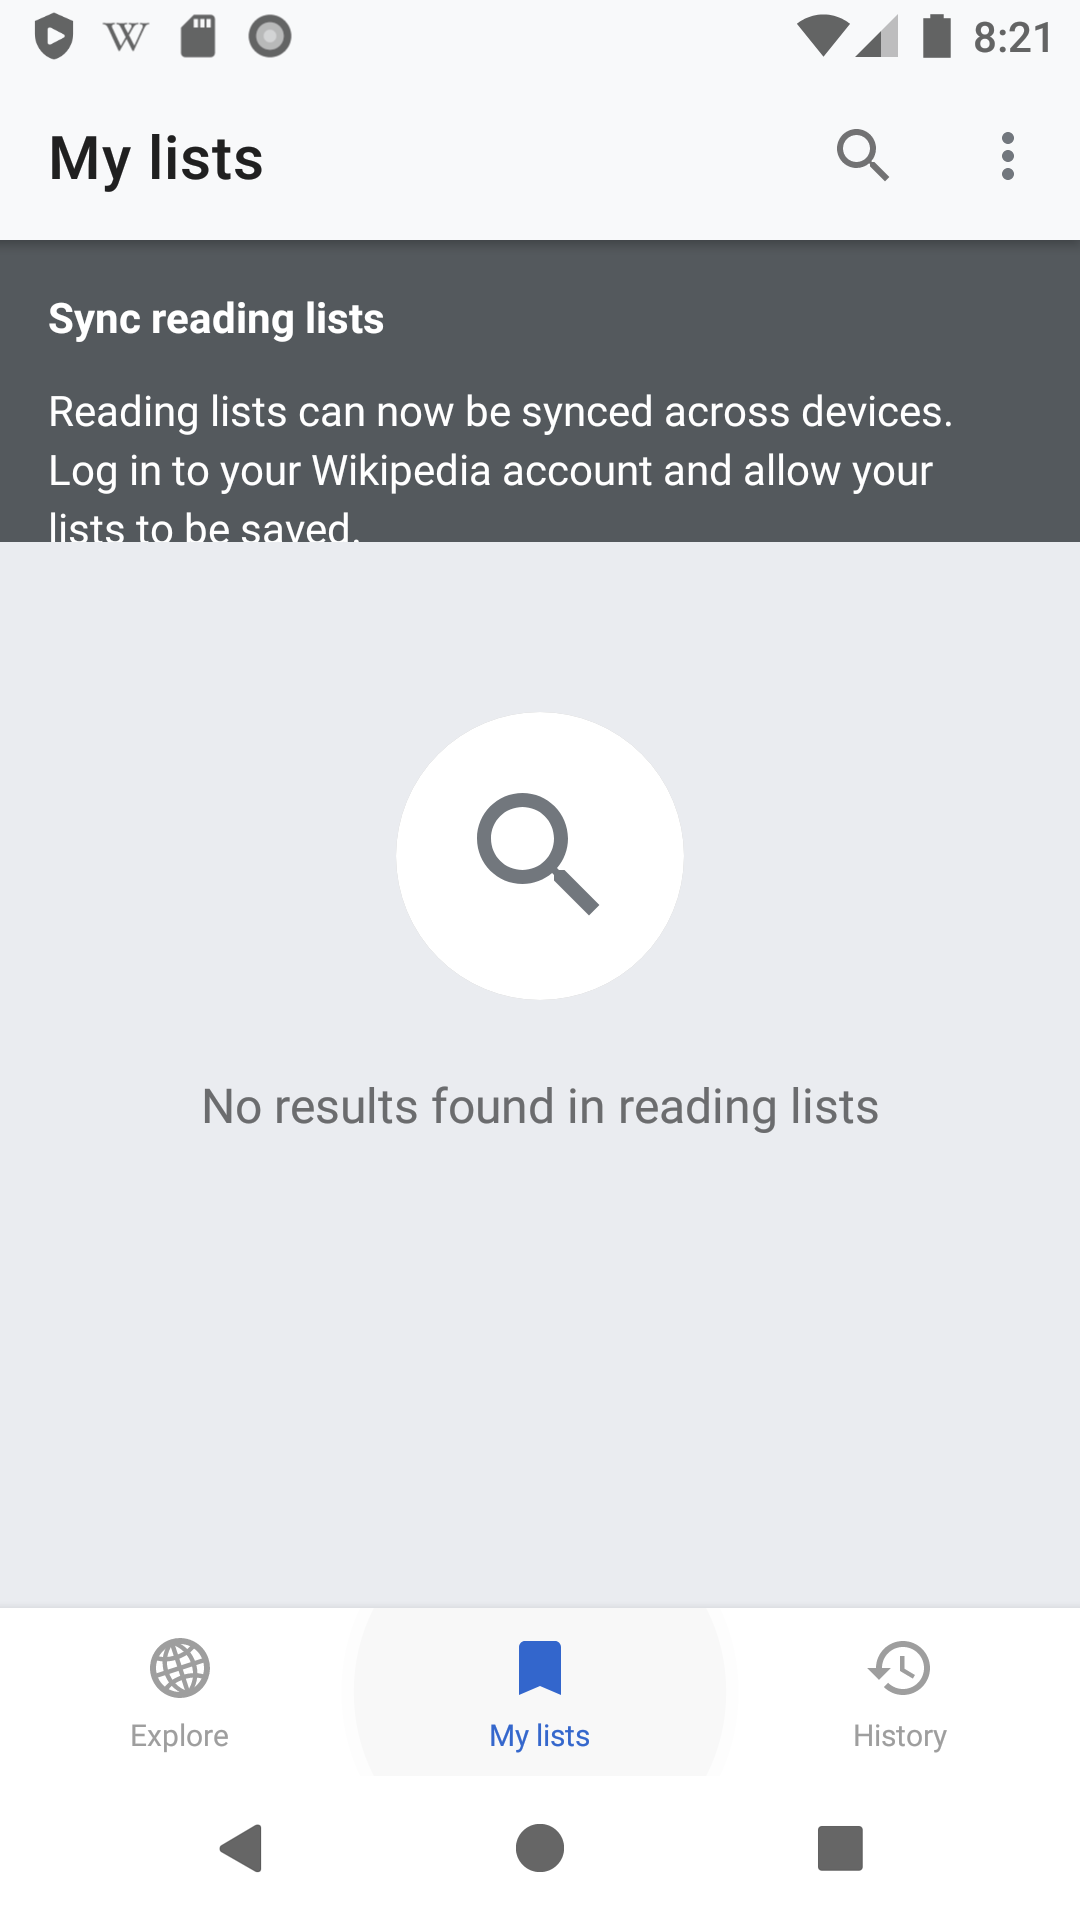 8:21
My lists
Sync reading lists
Reading lists can now be synced across devices.
Log in to your Wikipedia account and allow your
lists to be saved.
No results found in reading lists
Explore
My lists
History